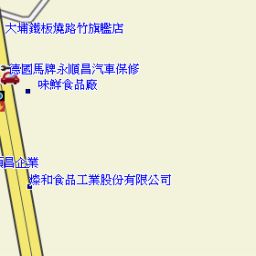 大埔鐵板燒路竹旗艦店
德國馬牌永順昌汽車保修
味鮮食品廠
順昌企業
燦和食品工業股份有限公司